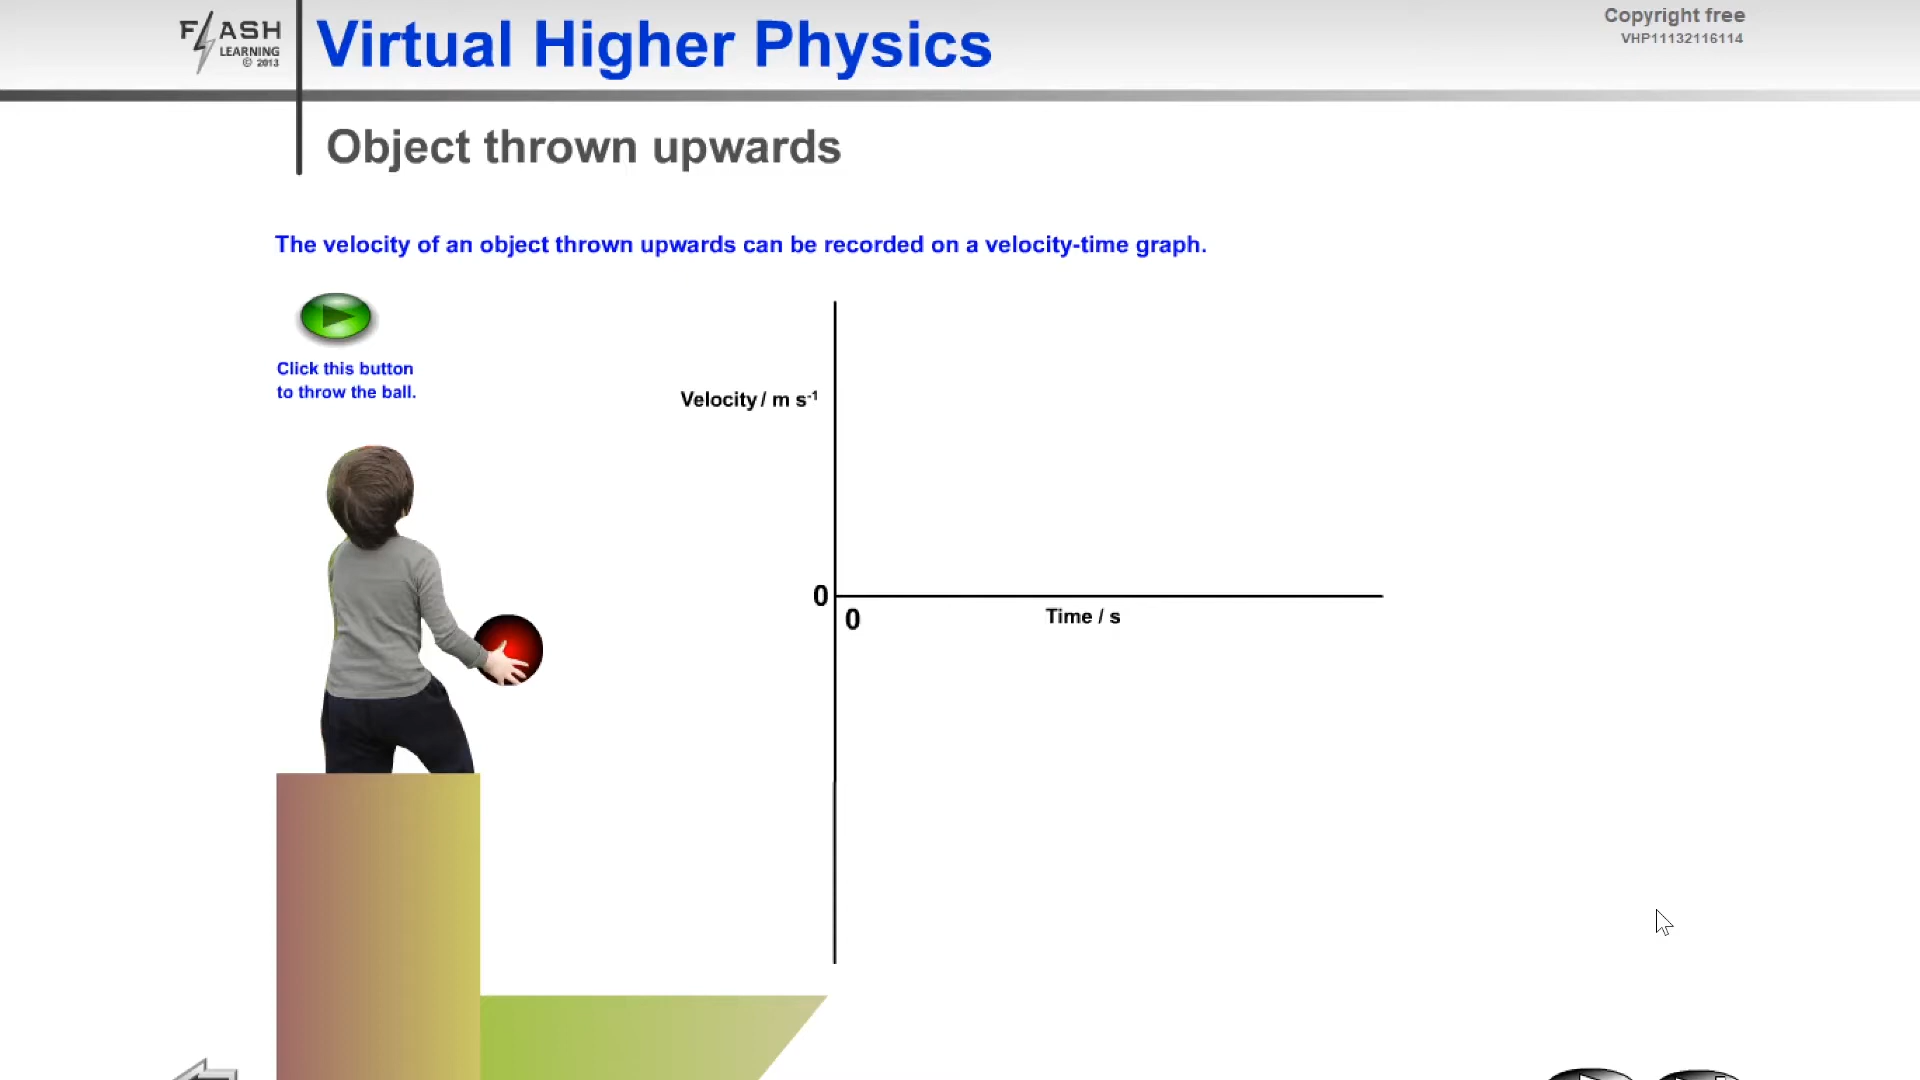 FLASH
LEARNING
© 2013
Virtual Higher Physics
Copyright free
VHP11132116114
Object thrown upwards
The velocity of an object thrown upwards can be recorded on a velocity-time graph.
Click this button
to throw the ball.
Velocity / m s⁻¹
0
0
Time / s